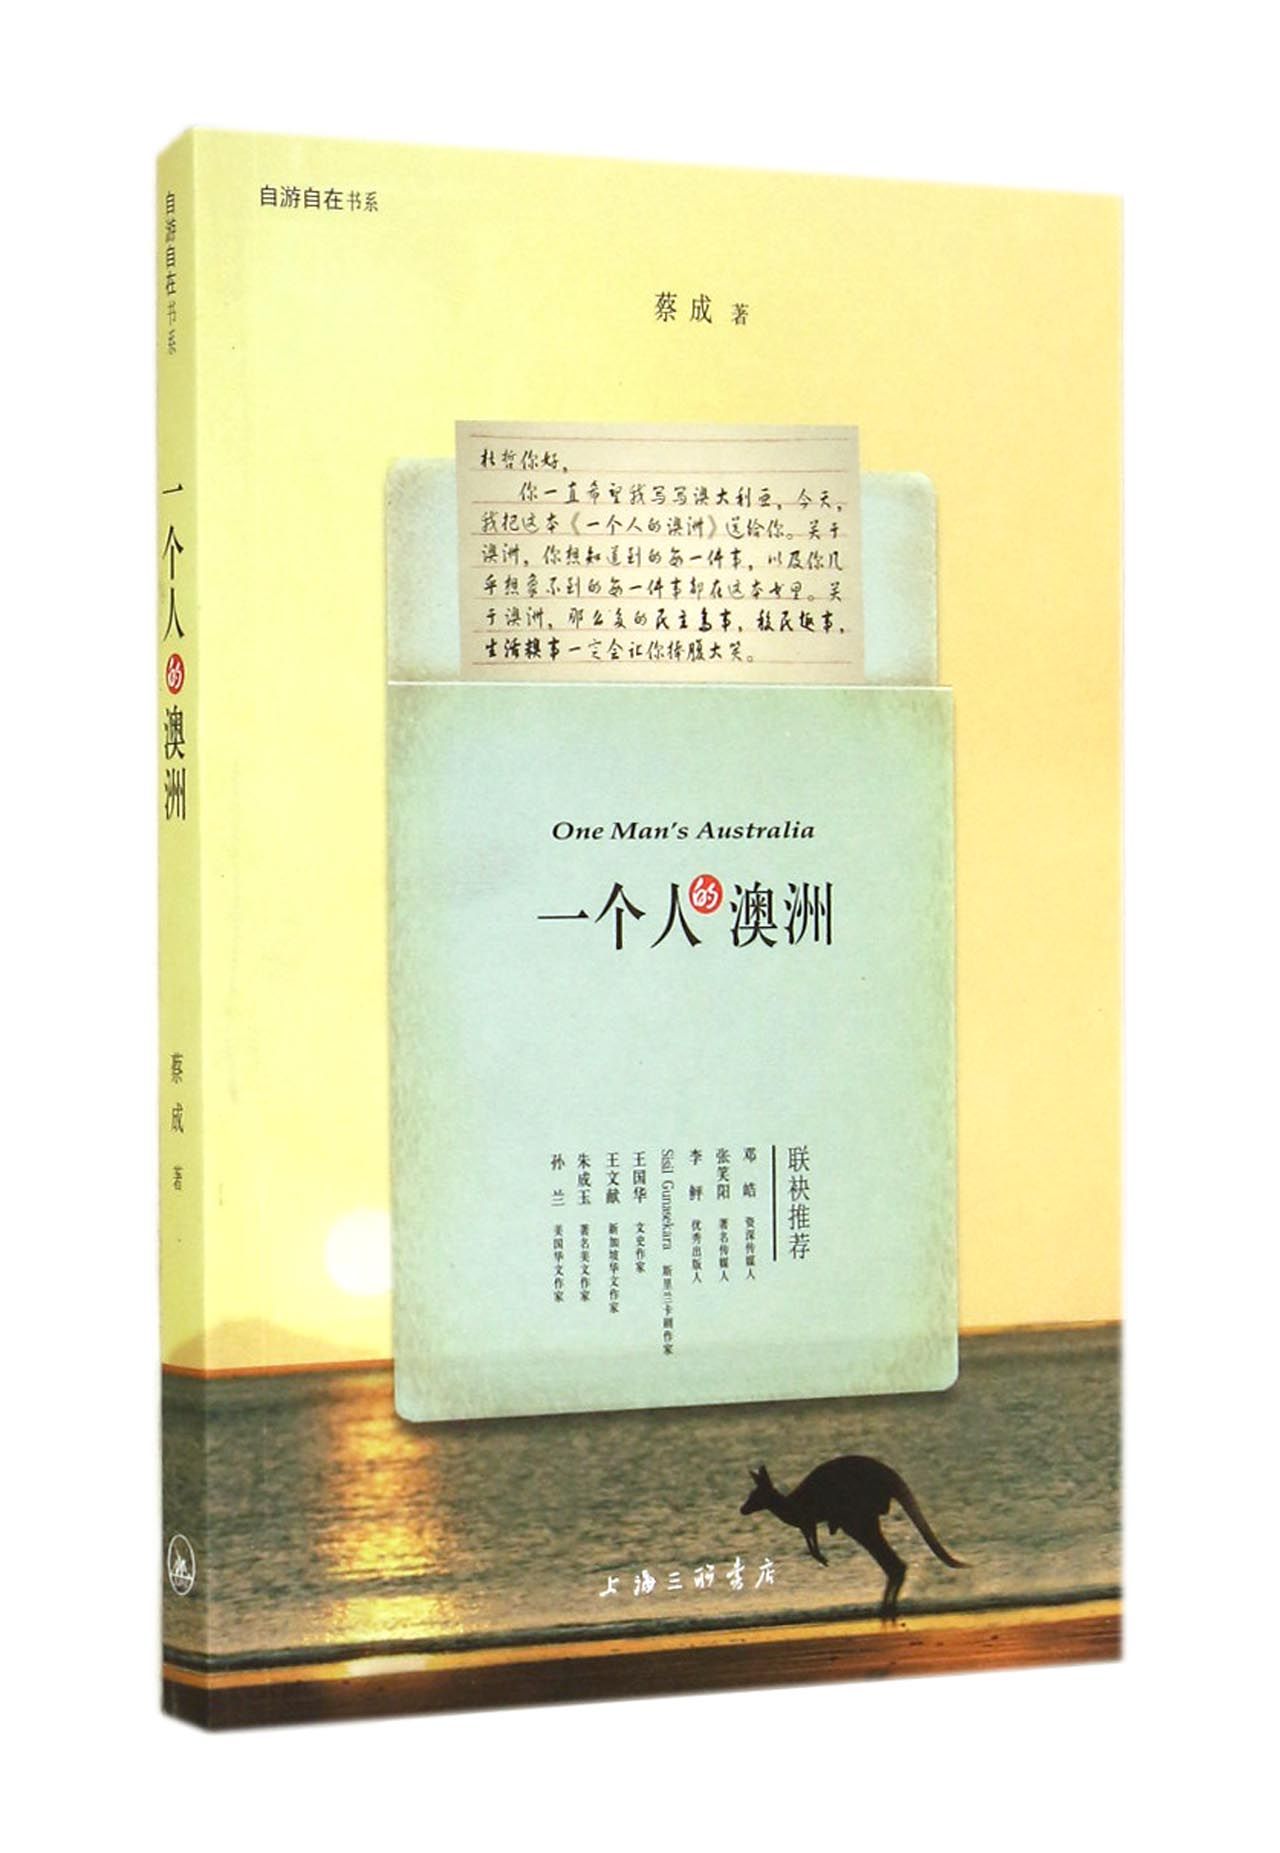 自游自在书系
蔡成 著
杜哲你好，
你一直希望我写写澳大利亚，今天，
我把这本《一个人的澳洲》送给你。关于
澳洲，你想知道到的每一件事，以及你几
乎想象不到的每一件事都在这本书里。关
于澳洲，那么多的民主鸟事，移民趣事，
生活糗事一定会让你捧腹大笑。
One Man's Australia
一个人的澳洲
联袂推荐
邓皓 资深传媒人
张笑阳 著名传媒人
李鲆 优秀出版人
Sisil Gunasekara 斯里兰卡剧作家
王国华 文史作家
王文献 新加坡华文作家
朱成玉 著名美文作家
孙兰 美国华文作家
上海三联书店
自游自在书系
一个人的澳洲
蔡成 著